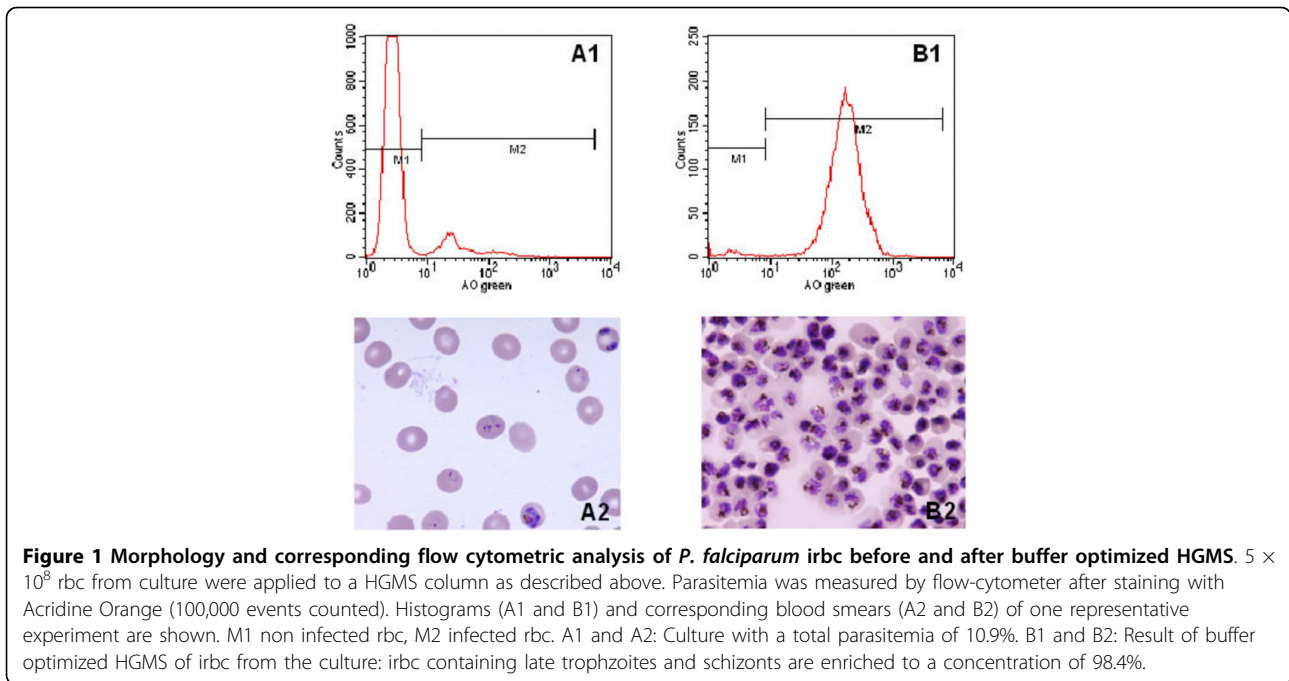 A1
1000
800
600
400
200
0
Counts
M1
M2
10⁰ 10¹ 10² 10³ 10⁴
AO green
B1
250
200
150
100
50
0
Counts
M1
M2
10⁰ 10¹ 10² 10³ 10⁴
AO green
A2
B2
Figure 1 Morphology and corresponding flow cytometric analysis of P. falciparum irbc before and after buffer optimized HGMS. 5 ×
10⁸ rbc from culture were applied to a HGMS column as described above. Parasitemia was measured by flow-cytometer after staining with
Acridine Orange (100,000 events counted). Histograms (A1 and B1) and corresponding blood smears (A2 and B2) of one representative
experiment are shown. M1 non infected rbc, M2 infected rbc. A1 and A2: Culture with a total parasitemia of 10.9%. B1 and B2: Result of buffer
optimized HGMS of irbc from the culture: irbc containing late trophzoites and schizonts are enriched to a concentration of 98.4%.